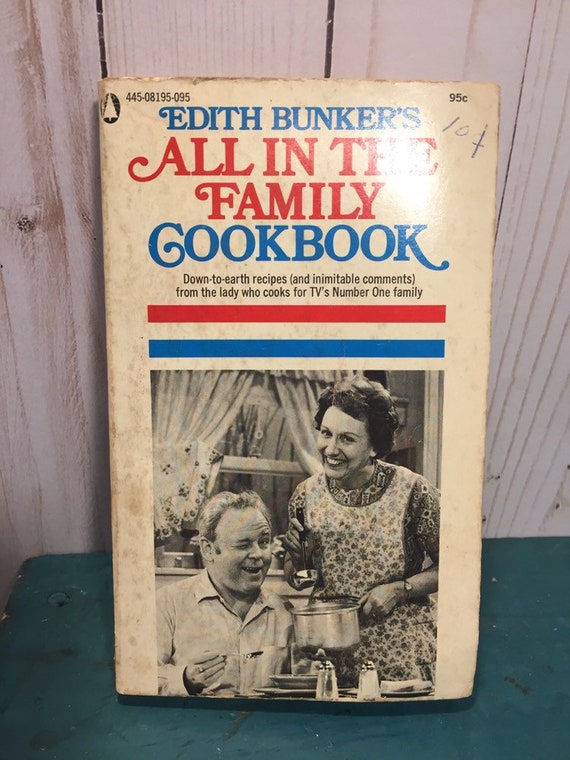 445-08195-095
95¢
EDITH BUNKER'S
10¢
ALL IN THE
FAMILY
COOKBOOK
Down-to-earth recipes (and inimitable comments)
from the lady who cooks for TV's Number One family